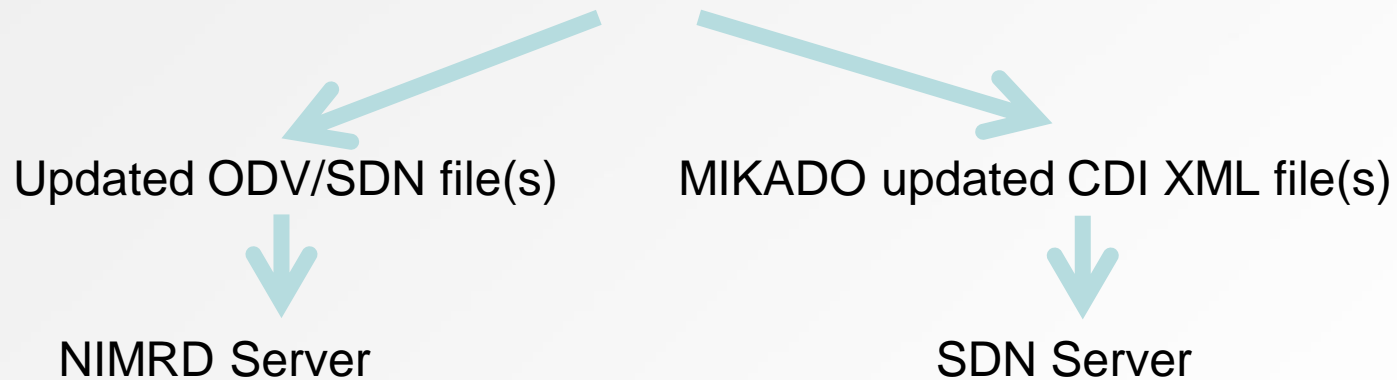 Updated ODV/SDN file(s)
MIKADO updated CDI XML file(s)
NIMRD Server
SDN Server